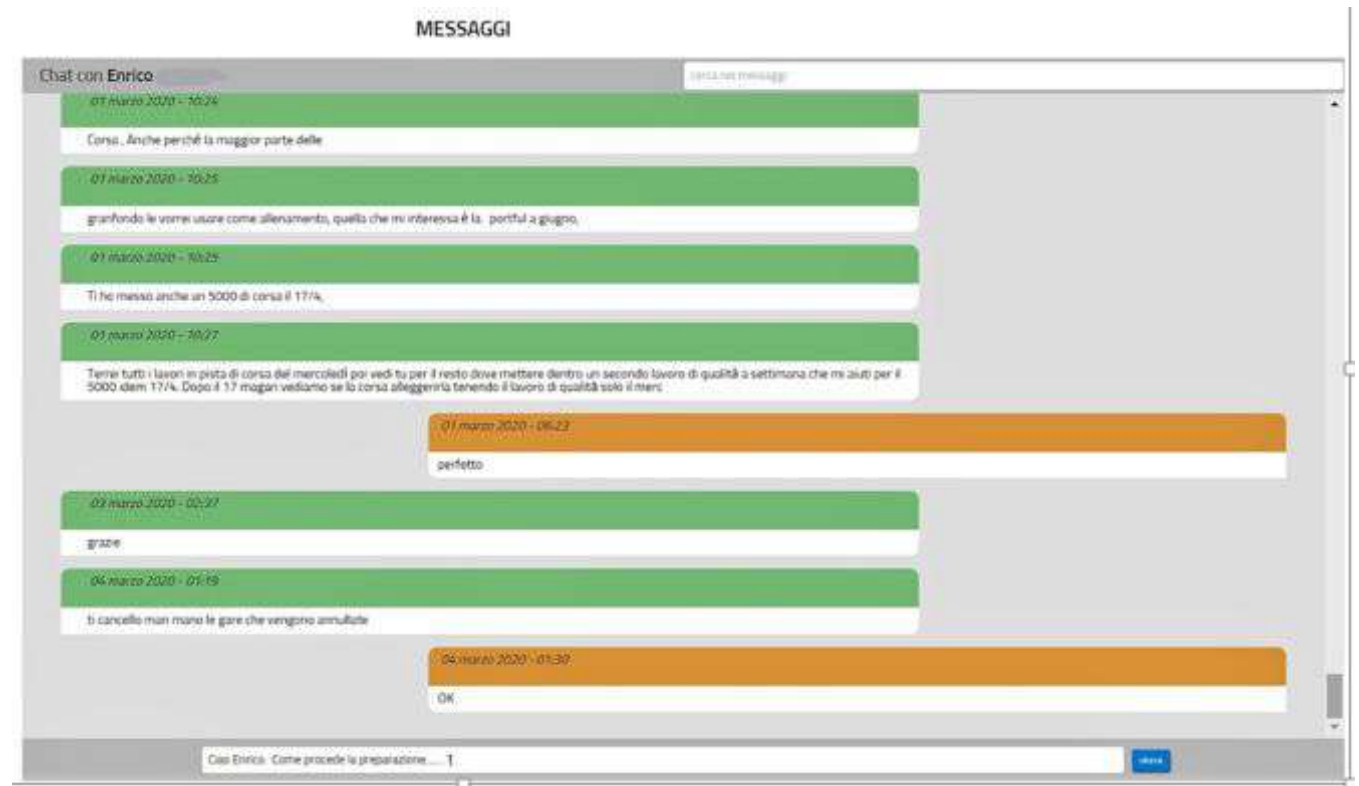 MESSAGGI
Chat con Enrico
cerca nei messaggi
01 marzo 2020 - 10:24
Corsa.. Anche perché la maggior parte delle
01 marzo 2020 - 10:25
granfondo le vorrei usare come allenamento, quella che mi interessa è la. portful a giugno,
01 marzo 2020 - 10:25
Ti ho messo anche un 5000 di corsa il 17/4,
01 marzo 2020 - 10:27
Terrei tutti i lavori in pista di corsa del mercoledì poi vedi tu per il resto dove mettere dentro un secondo lavoro di qualità a settimana che mi aiuti per il
5000 idem 17/4. Dopo il 17 magari vediamo se la corsa alleggerirla tenendo il lavoro di qualità solo il merc
01 marzo 2020 - 06:23
perfetto
03 marzo 2020 - 02:37
grazie
04 marzo 2020 - 01:19
ti cancello man mano le gare che vengono annullate
04 marzo 2020 - 01:30
OK
Ciao Enrico. Come procede la preparazione.....